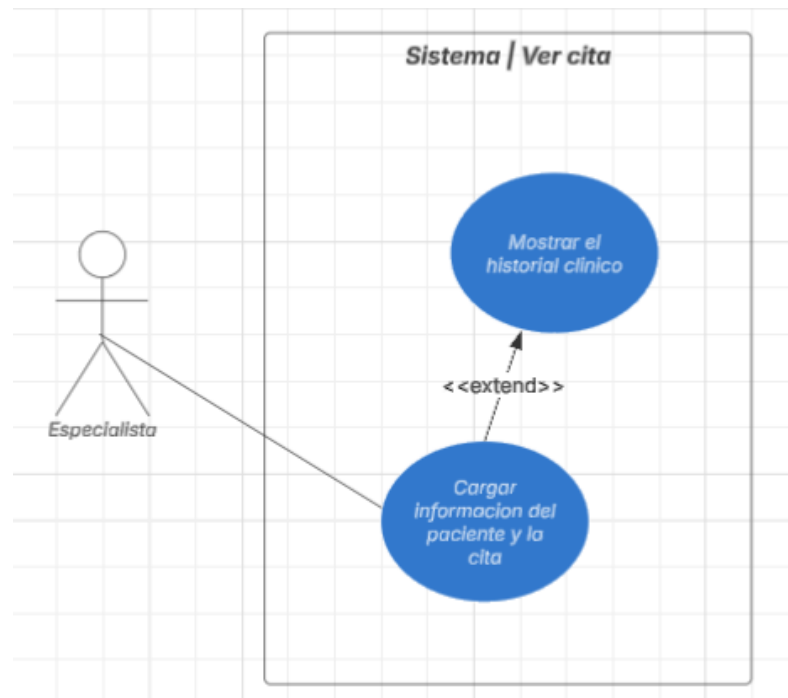 Sistema | Ver cita
Mostrar el
historial clinico
<<extend>>
Especialista
Cargar
informacion del
paciente y la
cita